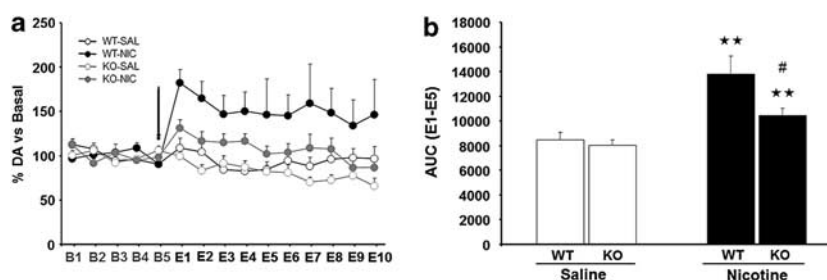 a
250
200
150
100
50
0
% DA vs Basal
WT-SAL
WT-NIC
KO-SAL
KO-NIC
B1 B2 B3 B4 B5 E1 E2 E3 E4 E5 E6 E7 E8 E9 E10
b
18000
16000
14000
12000
10000
8000
6000
4000
2000
0
AUC (E1-E5)
★★
#
★★
WT KO WT KO
Saline Nicotine